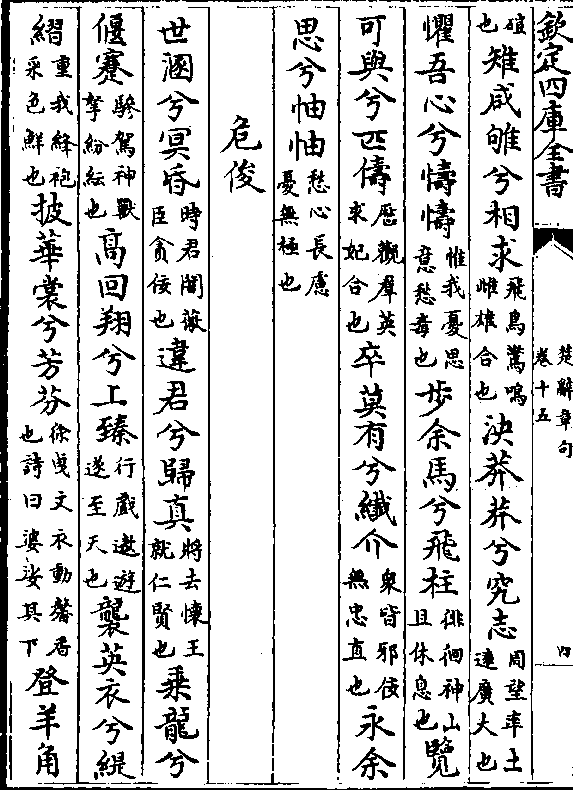 欽定四庫全書
楚辭章句
卷十五
四
磒也雉咸雊兮相求飛鳥驚鳴雌雄合也泱莽莽兮究志周望率土遠廣大也
懼吾心兮懤懤惟我憂思意愁毒也步余馬兮飛柱徘徊神山且休息也覽
可與兮匹儔歷觀羣英求妃合也卒莫有兮纖介衆皆邪佞無忠直也永余
思兮怞怞愁心長慮憂無極也
危俊
世溷兮冥昏時君闇蔽臣貪佞也違君兮歸真將去懐王就仁賢也乘龍兮
偃蹇驂駕神獸拏紛紜也高回翔兮上臻行戲遨遊遂至天也襲英衣兮緹
𦆠重我絳袍采色鮮也披華裳兮芳芬徐曵文衣動馨居也詩曰婆娑其下登羊角